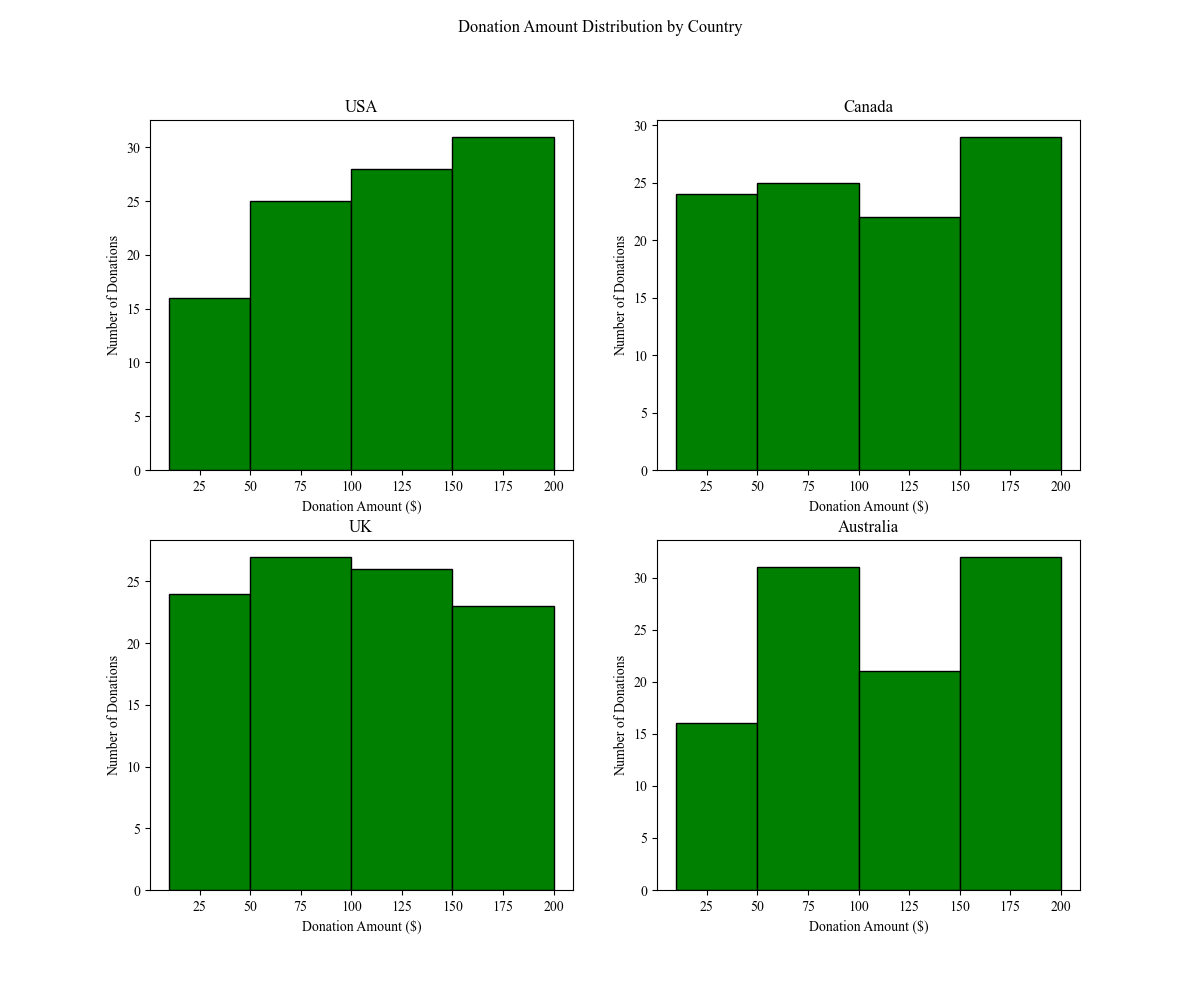 Donation Amount Distribution by Country
USA
30
25
20
15
10
5
0
Number of Donations
25 50 75 100 125 150 175 200
Donation Amount ($)
Canada
30
25
20
15
10
5
0
Number of Donations
25 50 75 100 125 150 175 200
Donation Amount ($)
UK
25
20
15
10
5
0
Number of Donations
25 50 75 100 125 150 175 200
Donation Amount ($)
Australia
30
25
20
15
10
5
0
Number of Donations
25 50 75 100 125 150 175 200
Donation Amount ($)